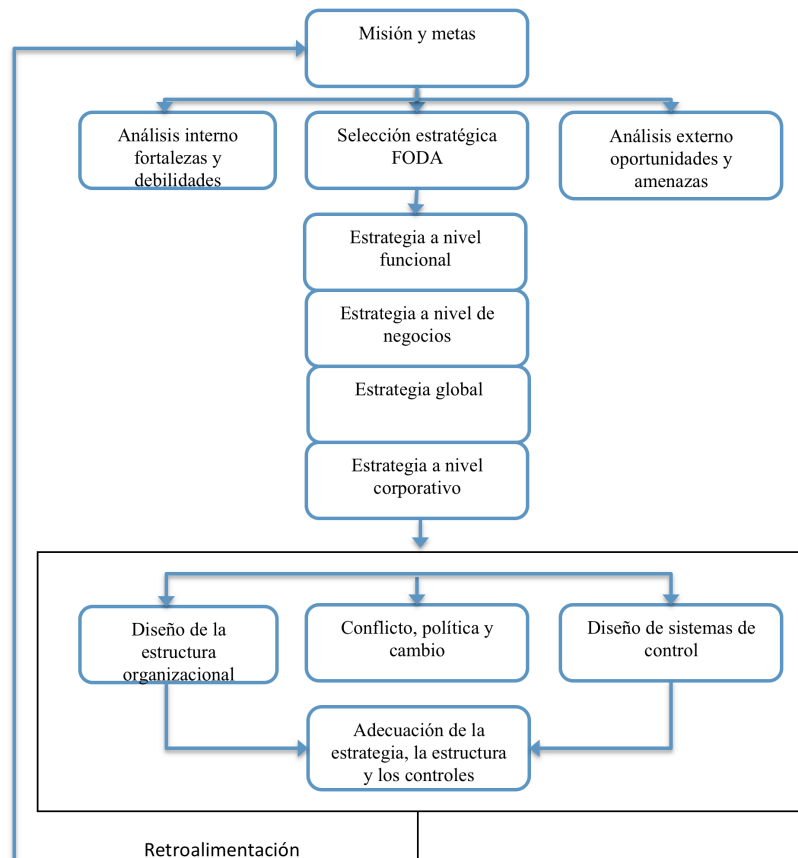 Misión y metas
Análisis interno
fortalezas y
debilidades
Selección estratégica
FODA
Análisis externo
oportunidades y
amenazas
Estrategia a nivel
funcional
Estrategia a nivel de
negocios
Estrategia global
Estrategia a nivel
corporativo
Diseño de la
estructura
organizacional
Conflicto, política y
cambio
Diseño de sistemas de
control
Adecuación de la
estrategia, la estructura
y los controles
Retroalimentación